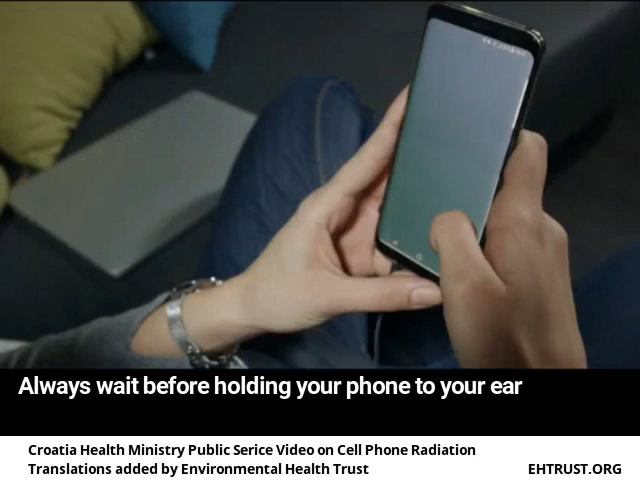 Always wait before holding your phone to your ear
Croatia Health Ministry Public Serice Video on Cell Phone Radiation
Translations added by Environmental Health Trust
EHTRUST.ORG